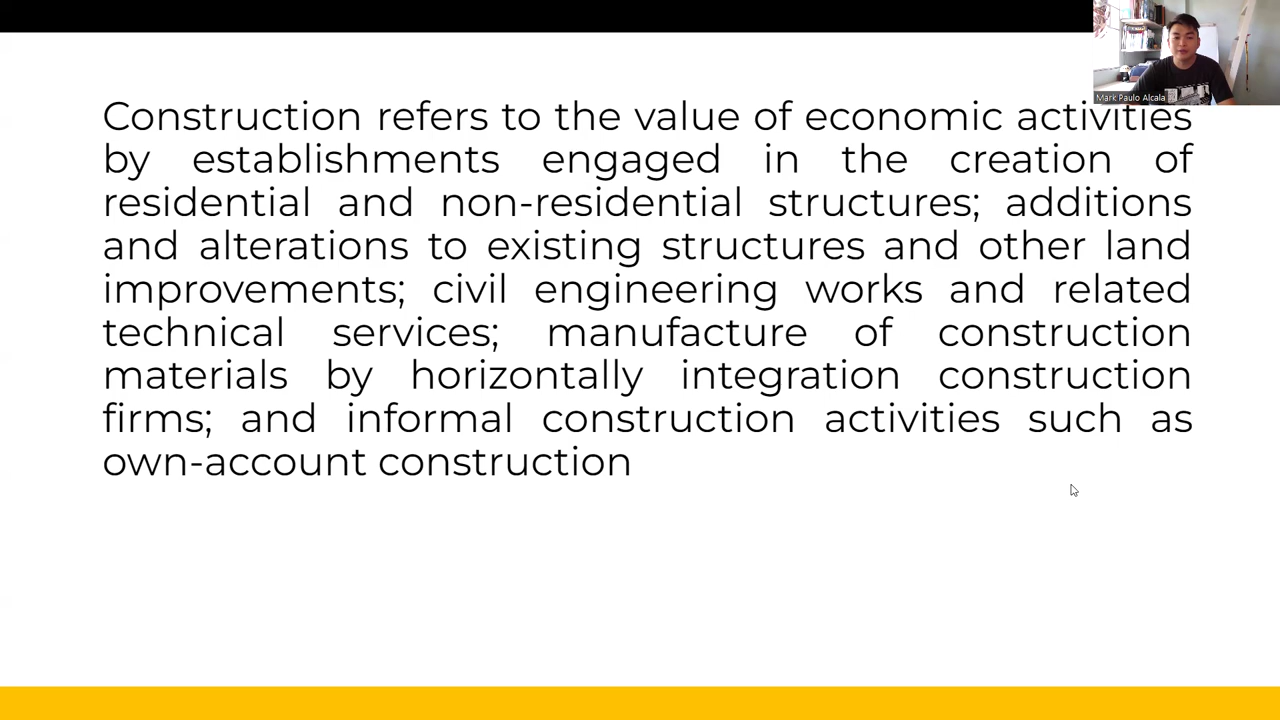 Mark Paulo Alcala
Construction refers to the value of economic activities
by establishments engaged in the creation of
residential and non-residential structures; additions
and alterations to existing structures and other land
improvements; civil engineering works and related
technical services; manufacture of construction
materials by horizontally integration construction
firms; and informal construction activities such as
own-account construction